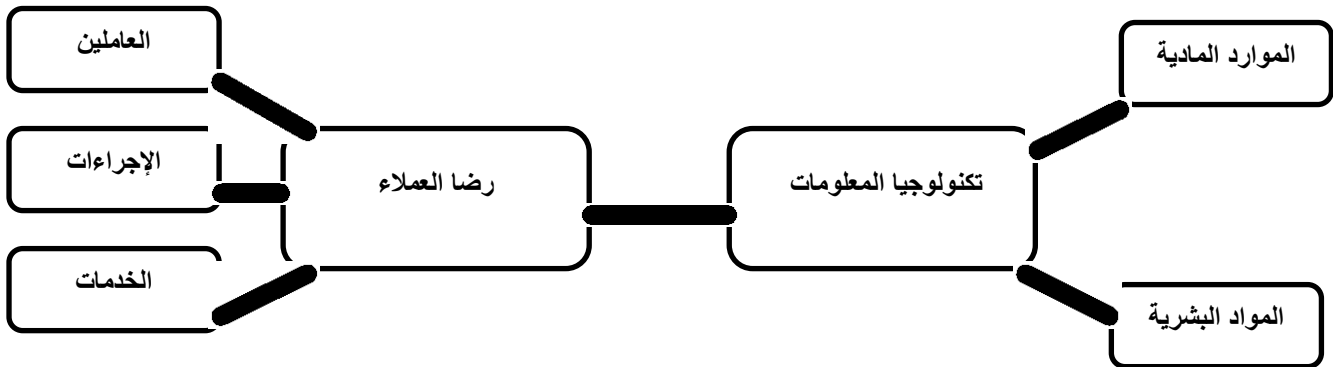 الموارد المادية
المواد البشرية
تكنولوجيا المعلومات
رضا العملاء
العاملين
الإجراءات
الخدمات